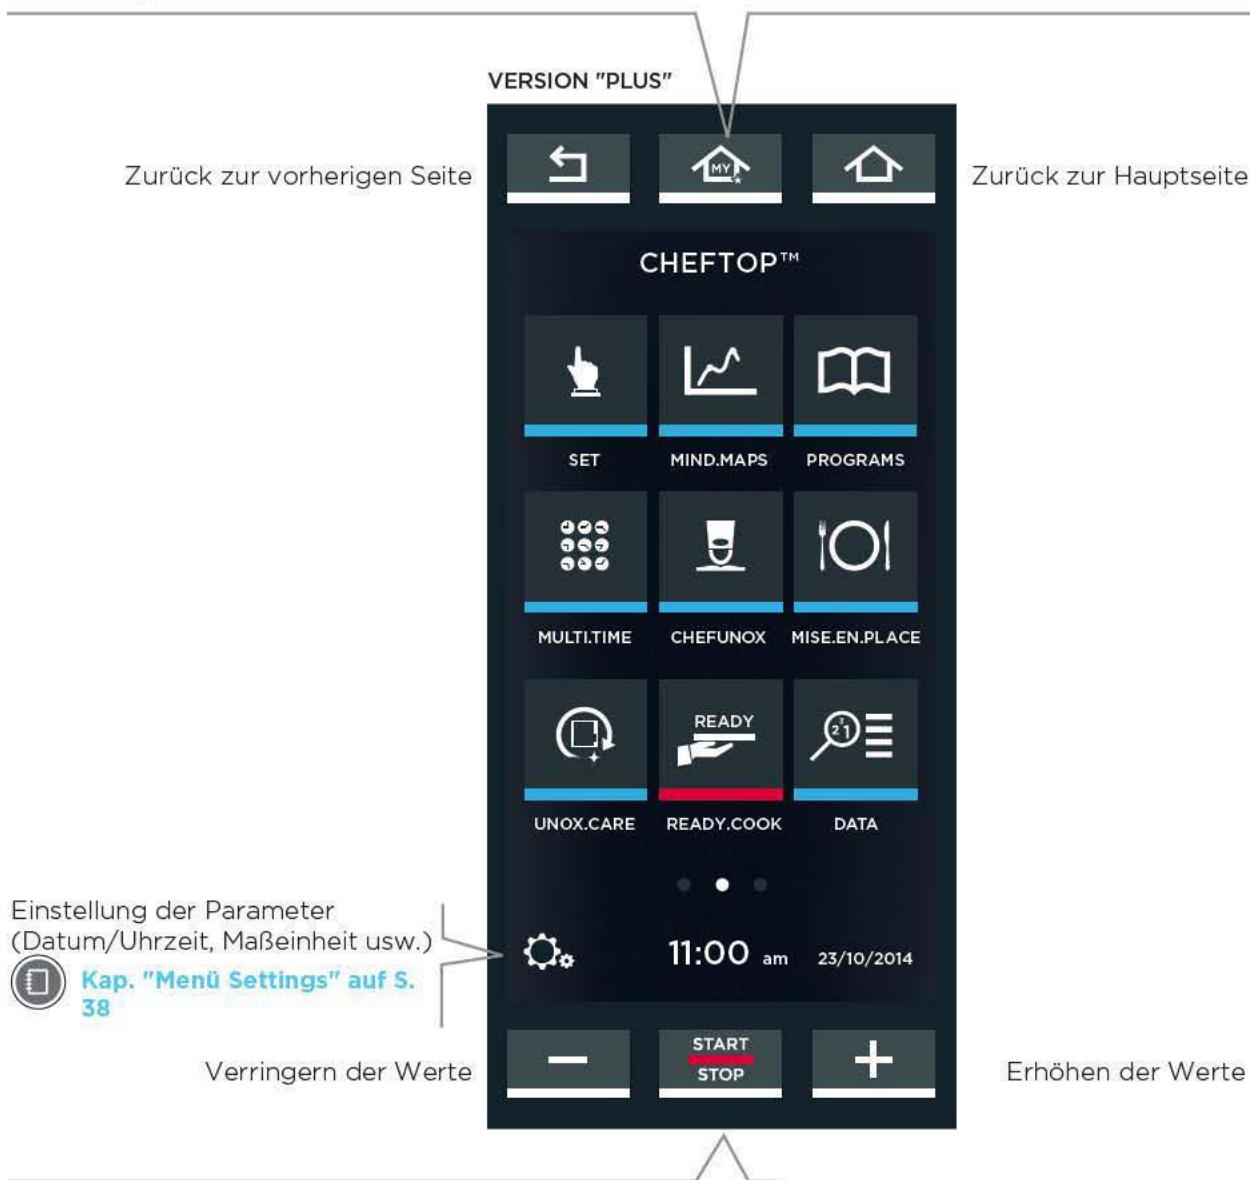 VERSION "PLUS"
Zurück zur vorherigen Seite
MY
Zurück zur Hauptseite
CHEFTOP™
SET
MIND.MAPS
PROGRAMS
MULTI.TIME
CHEFUNOX
MISE.EN.PLACE
READY
UNOX.CARE
READY.COOK
DATA
Einstellung der Parameter
(Datum/Uhrzeit, Maßeinheit usw.)
Kap. "Menü Settings" auf S.
38
11:00 am
23/10/2014
Verringern der Werte
START
STOP
Erhöhen der Werte